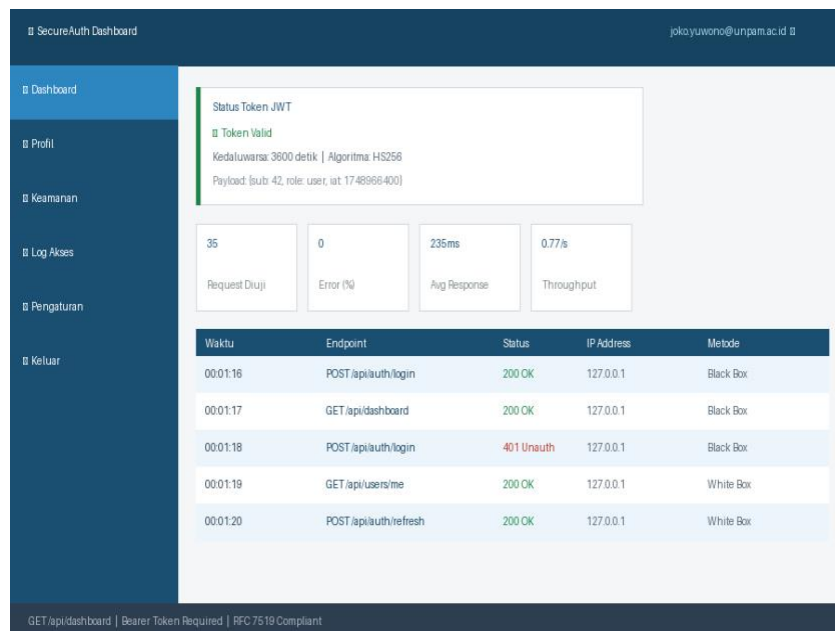 SecureAuth Dashboard
joko.yuwono@unpam.ac.id
Dashboard
Profil
Keamanan
Log Akses
Pengaturan
Keluar
Status Token JWT
Token Valid
Kedaluwarsa: 3600 detik | Algoritma: HS256
Payload: {sub: 42, role: user, iat: 1748966400}
35
Request Diuji
0
Error (%)
235ms
Avg Response
0.77/s
Throughput
Waktu Endpoint Status IP Address Metode
00:01:16 POST /api/auth/login 200 OK 127.0.0.1 Black Box
00:01:17 GET /api/dashboard 200 OK 127.0.0.1 Black Box
00:01:18 POST /api/auth/login 401 Unauth 127.0.0.1 Black Box
00:01:19 GET /api/users/me 200 OK 127.0.0.1 White Box
00:01:20 POST /api/auth/refresh 200 OK 127.0.0.1 White Box
GET /api/dashboard | Bearer Token Required | RFC 7519 Compliant